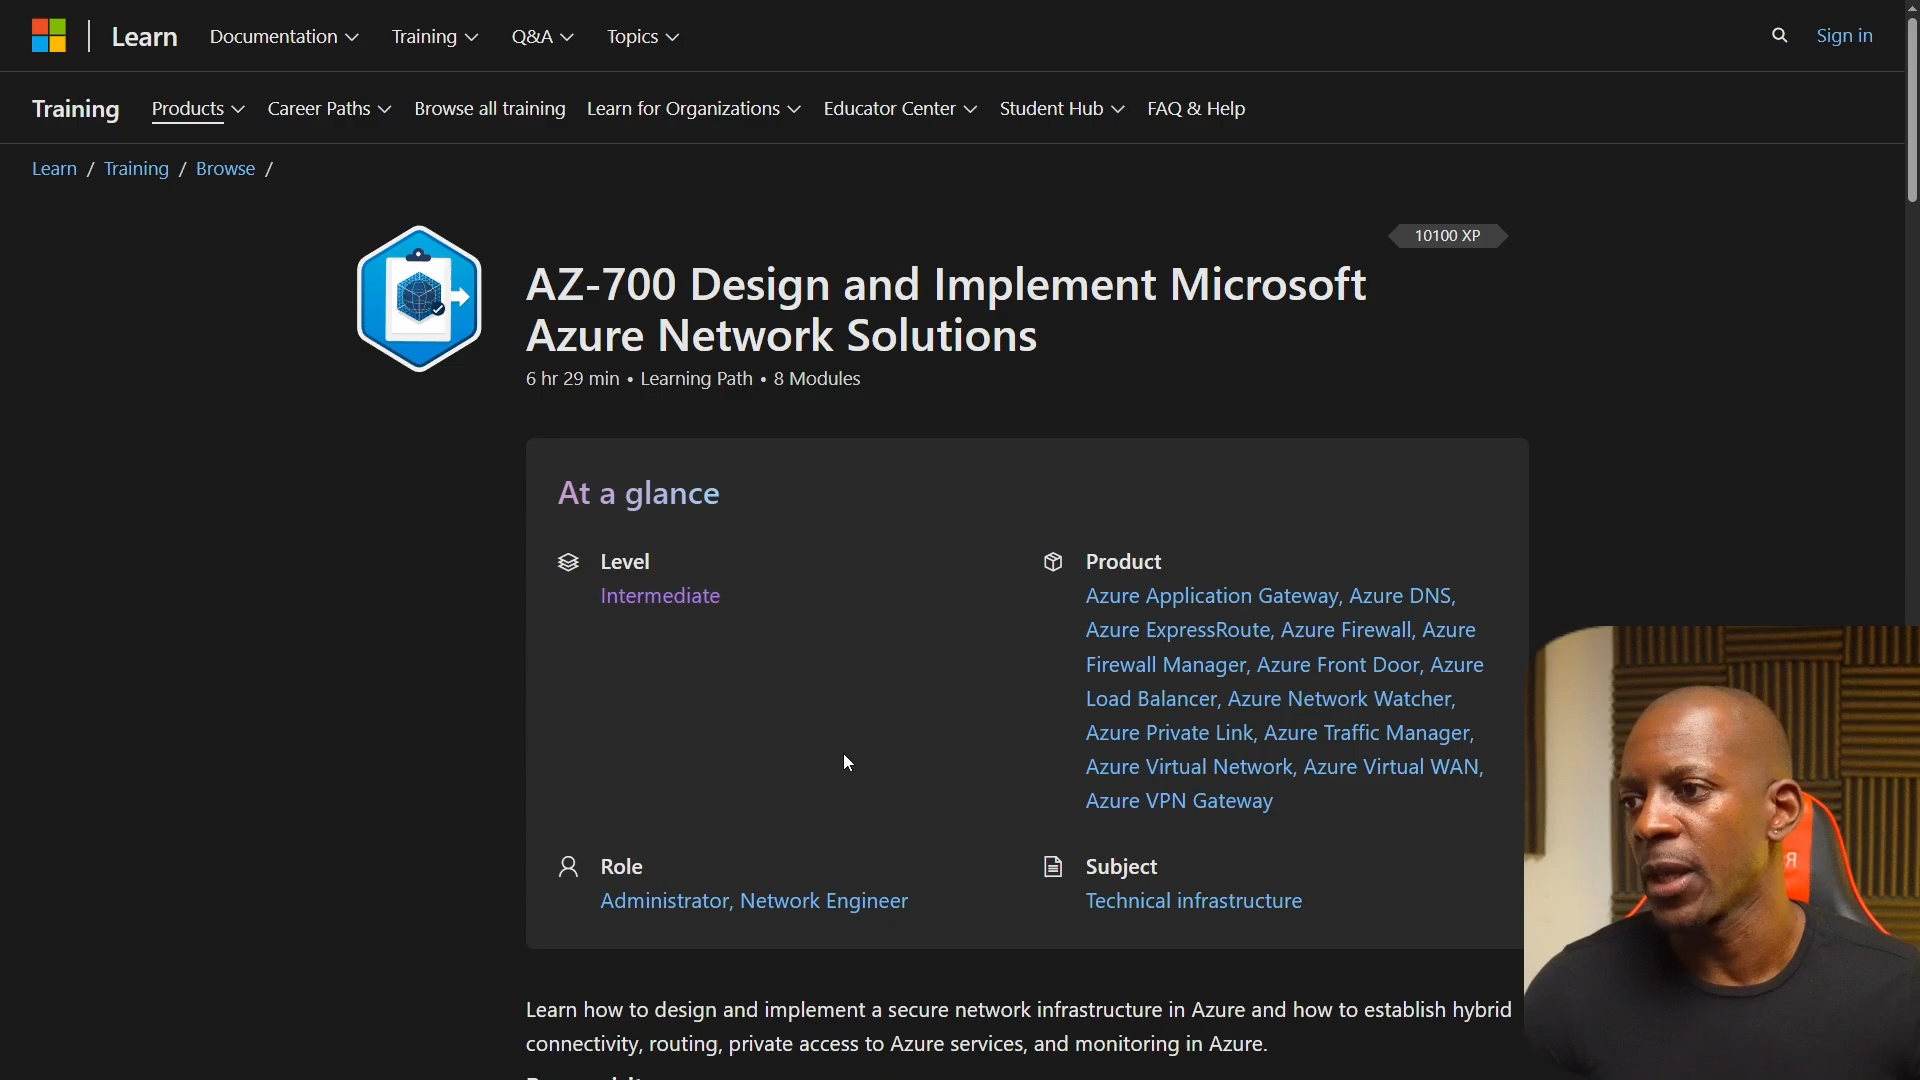 Learn Documentation Training Q&A Topics Sign in
Training Products Career Paths Browse all training Learn for Organizations Educator Center Student Hub FAQ & Help
Learn / Training / Browse /
10100 XP
AZ-700 Design and Implement Microsoft
Azure Network Solutions
6 hr 29 min • Learning Path • 8 Modules
At a glance
Level
Intermediate
Product
Azure Application Gateway, Azure DNS,
Azure ExpressRoute, Azure Firewall, Azure
Firewall Manager, Azure Front Door, Azure
Load Balancer, Azure Network Watcher,
Azure Private Link, Azure Traffic Manager,
Azure Virtual Network, Azure Virtual WAN,
Azure VPN Gateway
Role
Administrator, Network Engineer
Subject
Technical infrastructure
Learn how to design and implement a secure network infrastructure in Azure and how to establish hybrid
connectivity, routing, private access to Azure services, and monitoring in Azure.